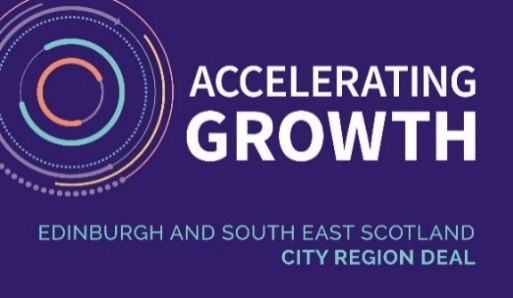 ACCELERATING
GROWTH
EDINBURGH AND SOUTH EAST SCOTLAND
CITY REGION DEAL